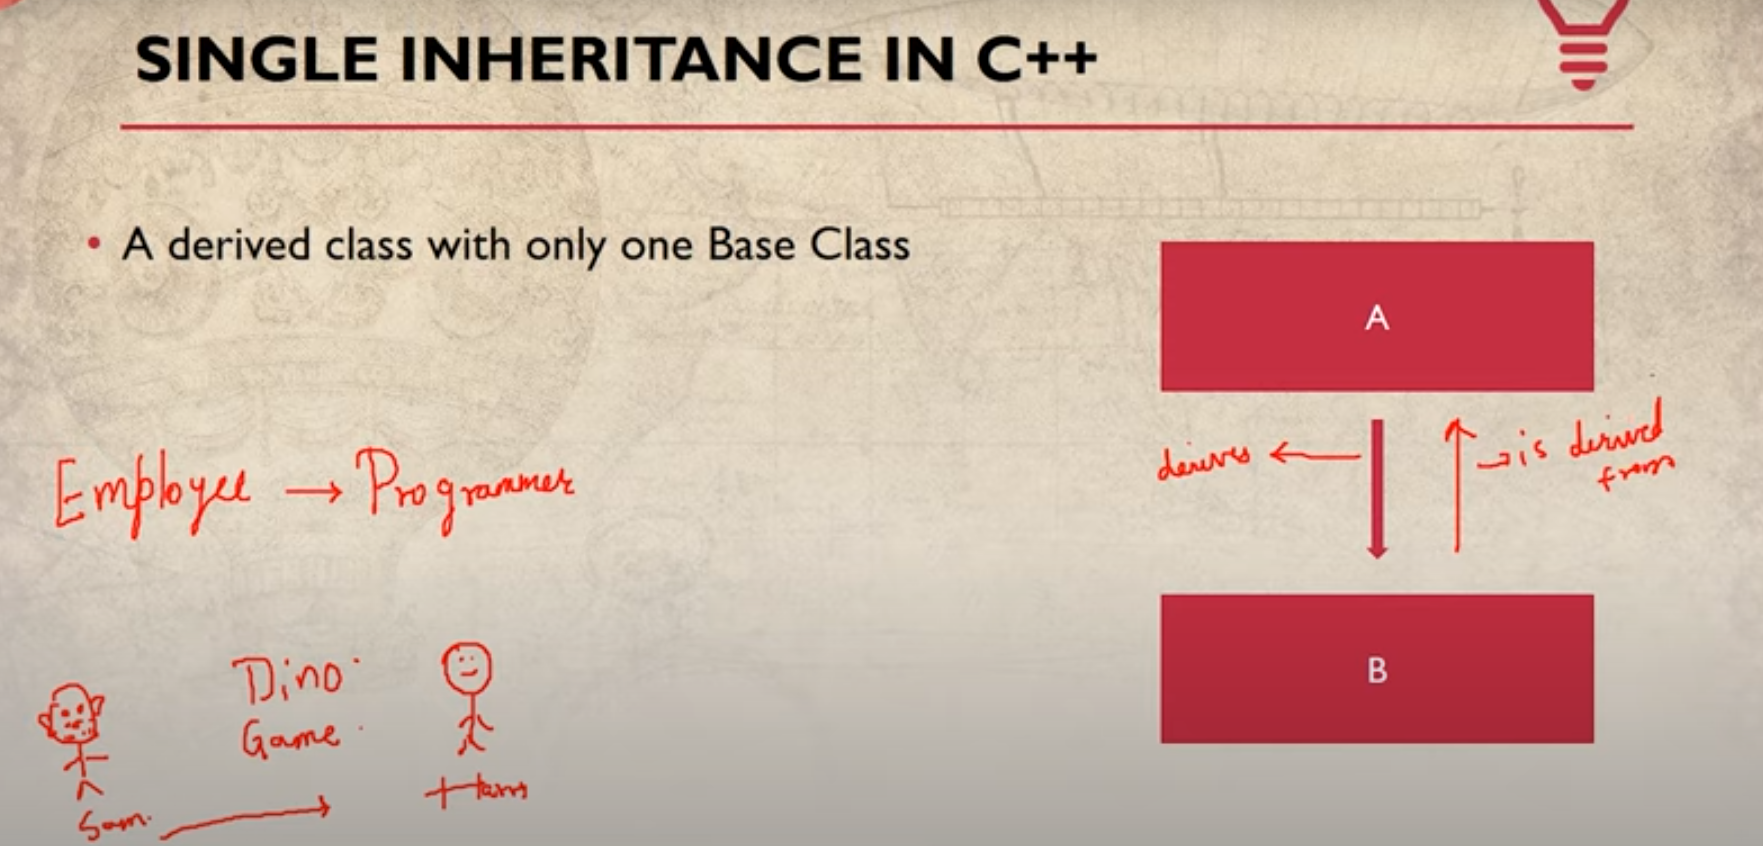 SINGLE INHERITANCE IN C++
• A derived class with only one Base Class
A
derives ← → is derived
from
Employee → Programmer
B
Dino
Game
Sam